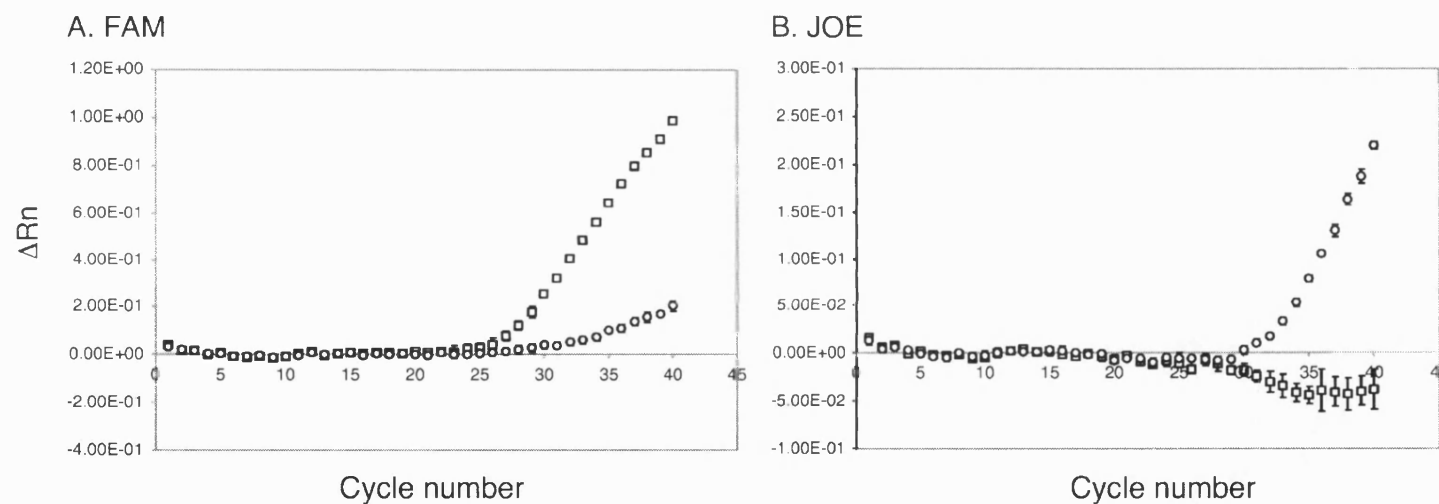 A. FAM
1.20E+00
1.00E+00
8.00E-01
6.00E-01
4.00E-01
2.00E-01
0.00E+00
-2.00E-01
-4.00E-01
0 5 10 15 20 25 30 35 40 45
ΔRn
Cycle number
B. JOE
3.00E-01
2.50E-01
2.00E-01
1.50E-01
1.00E-01
5.00E-02
0.00E+00
-5.00E-02
-1.00E-01
0 5 10 15 20 25 35 40
Cycle number